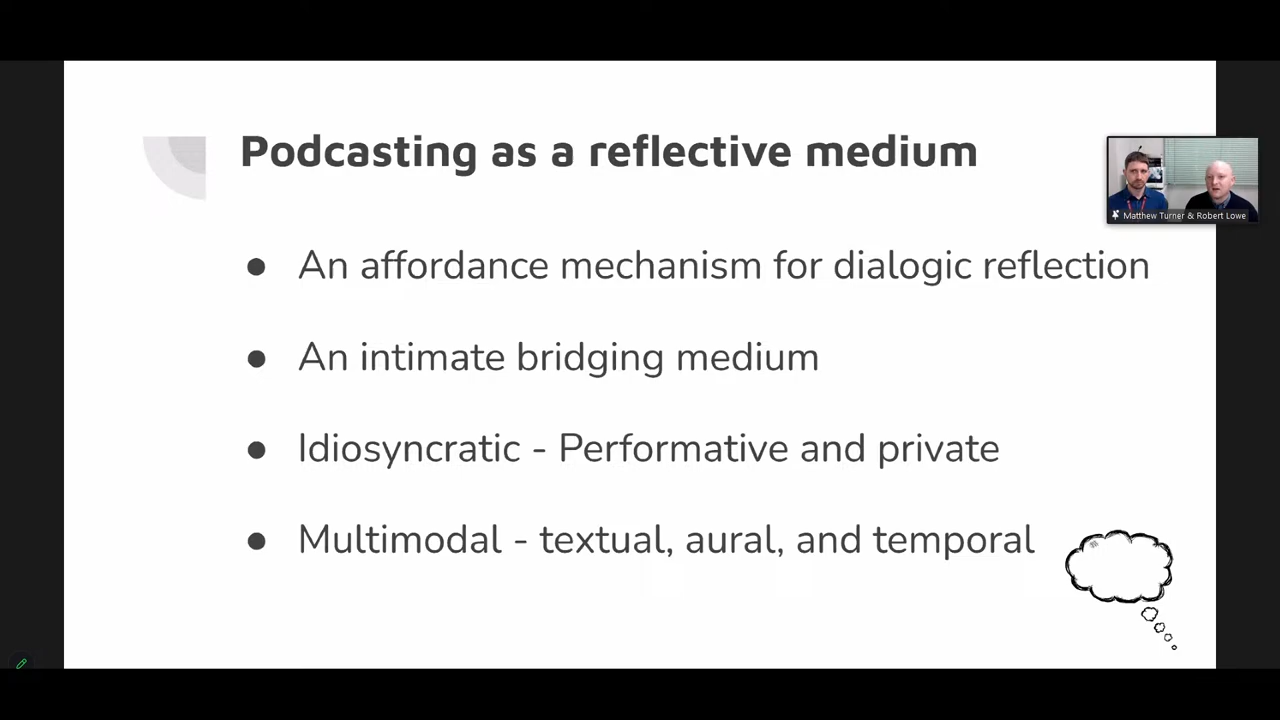 Podcasting as a reflective medium
Matthew Turner & Robert Lowe
● An affordance mechanism for dialogic reflection
● An intimate bridging medium
● Idiosyncratic - Performative and private
● Multimodal - textual, aural, and temporal